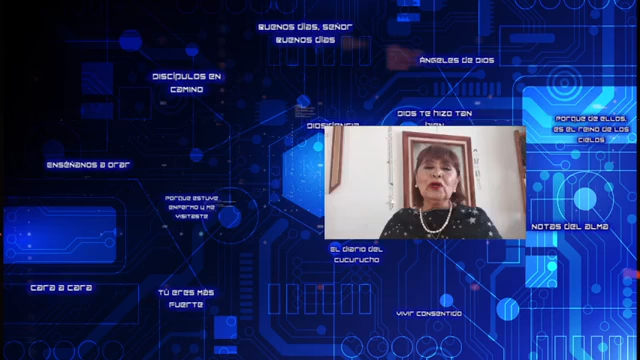 BUENOS DÍAS, SEÑOR
BUENOS DÍAS
ÁNGELES DE DIOS
DISCÍPULOS EN
CAMINO
DIOS TE HIZO TAN
BIEN
DIOSIDENCIA
PORQUE DE ELLOS,
ES EL REINO DE LOS
CIELOS
ENSÉÑANOS A ORAR
PORQUE ESTUVE
ENFERMO Y ME
VISITASTE
NOTAS DEL ALMA
EL DIARIO DEL
CUCURUCHO
CARA A CARA
TÚ ERES MÁS
FUERTE
VIVIR CONSENTIDO